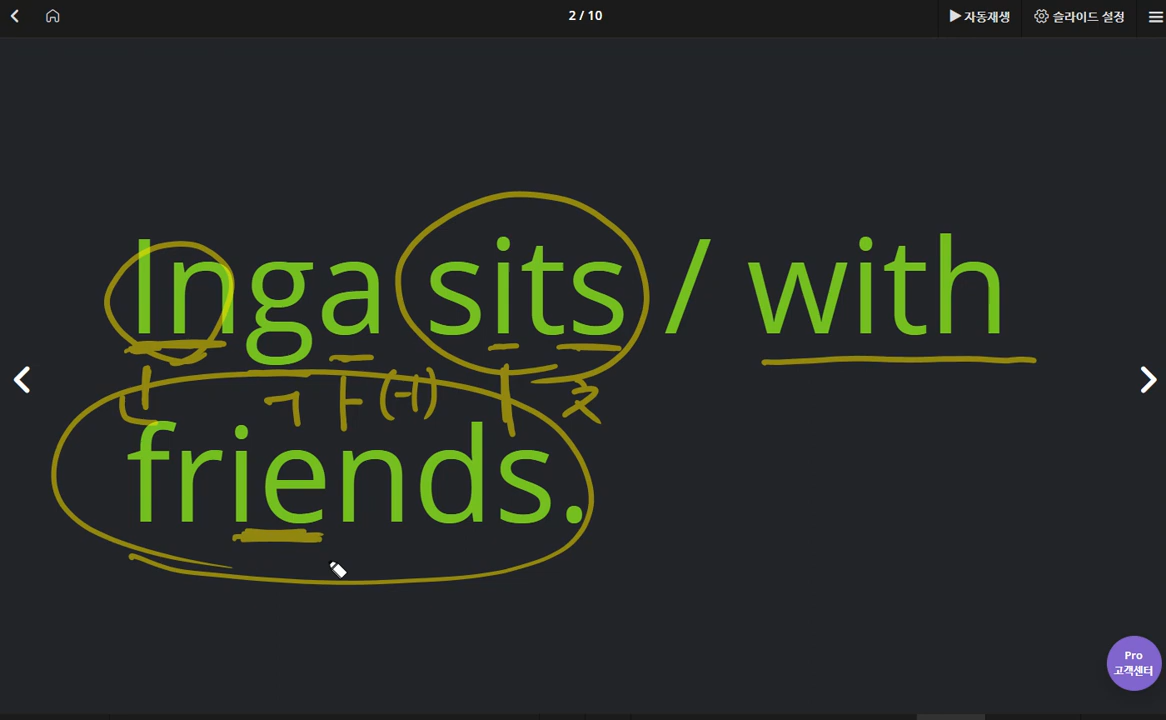 2 / 10
자동재생
슬라이드 설정
Inga sits / with
ㄱ ㅏ (ㅓ) ㅣ ㅊ
friends.
Pro
고객센터